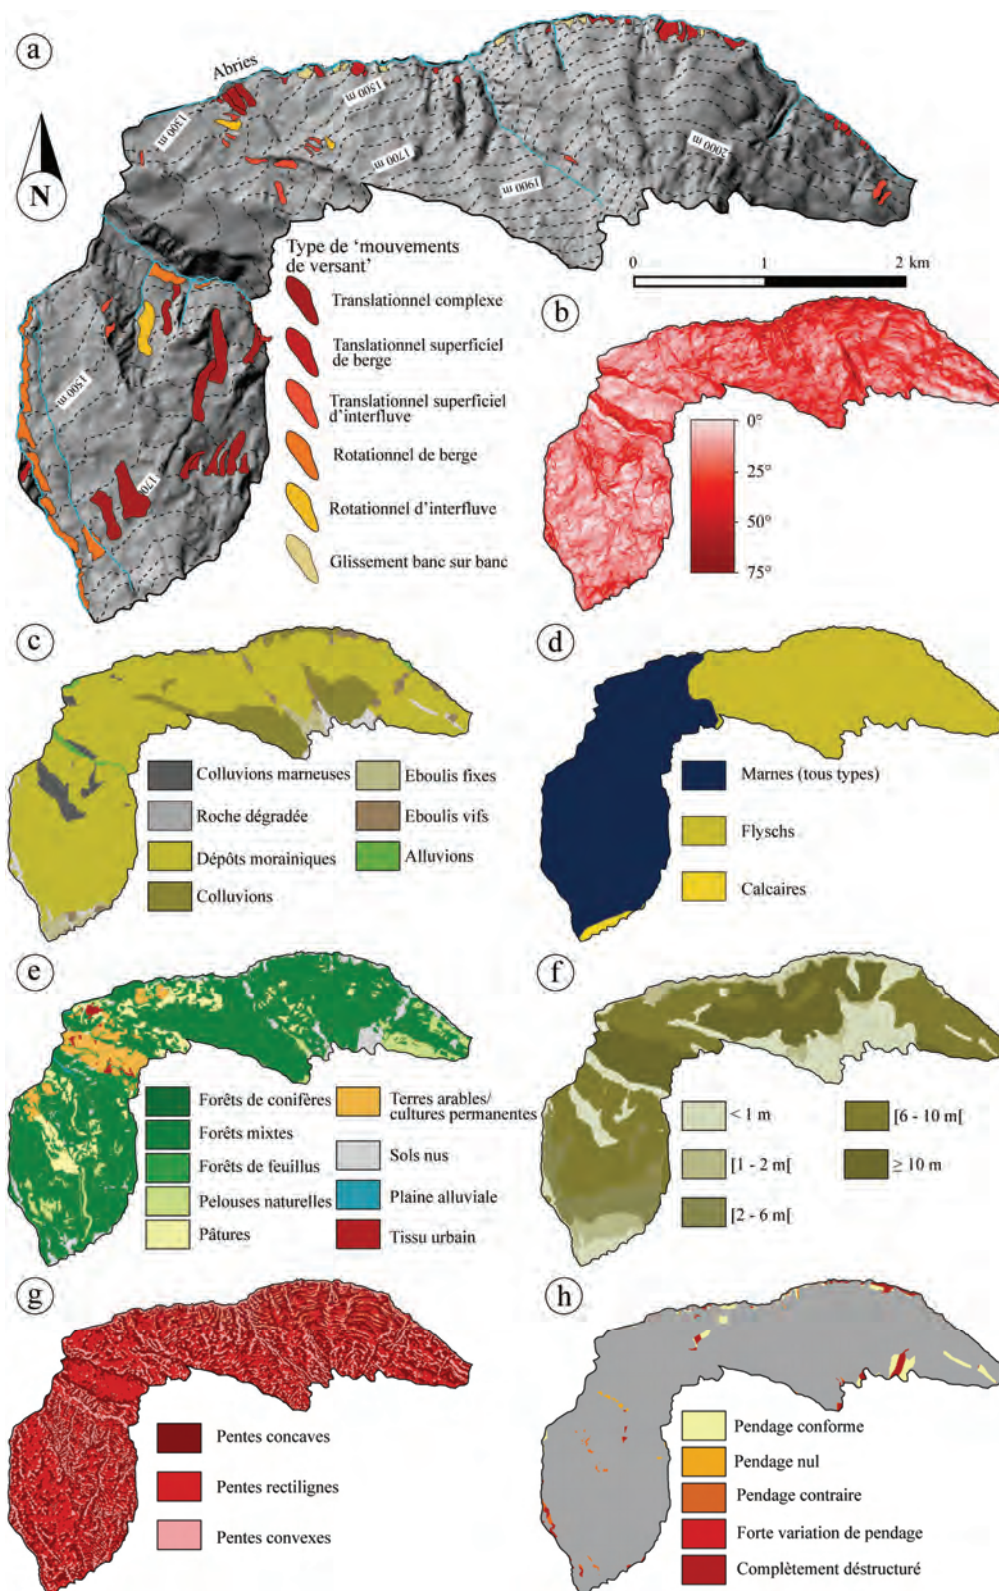 a
Abries
1300 m
1500 m
1700 m
1900 m
2000 m
N
1500 m
Type de ‘mouvements
de versant’
Translationnel complexe
Tanslationnel superficiel
de berge
Translationnel superficiel
d’interfluve
Rotationnel de berge
Rotationnel d’interfluve
Glissement banc sur banc
0 1 2 km
b
0°
25°
50°
75°
c
Colluvions marneuses
Roche dégradée
Dépôts morainiques
Colluvions
Eboulis fixes
Eboulis vifs
Alluvions
d
Marnes (tous types)
Flyschs
Calcaires
e
Forêts de conifères
Forêts mixtes
Forêts de feuillus
Pelouses naturelles
Pâtures
Terres arables/
cultures permanentes
Sols nus
Plaine alluviale
Tissu urbain
f
< 1 m
[1 - 2 m[
[2 - 6 m[
[6 - 10 m[
≥ 10 m
g
Pentes concaves
Pentes rectilignes
Pentes convexes
h
Pendage conforme
Pendage nul
Pendage contraire
Forte variation de pendage
Complètement déstructuré